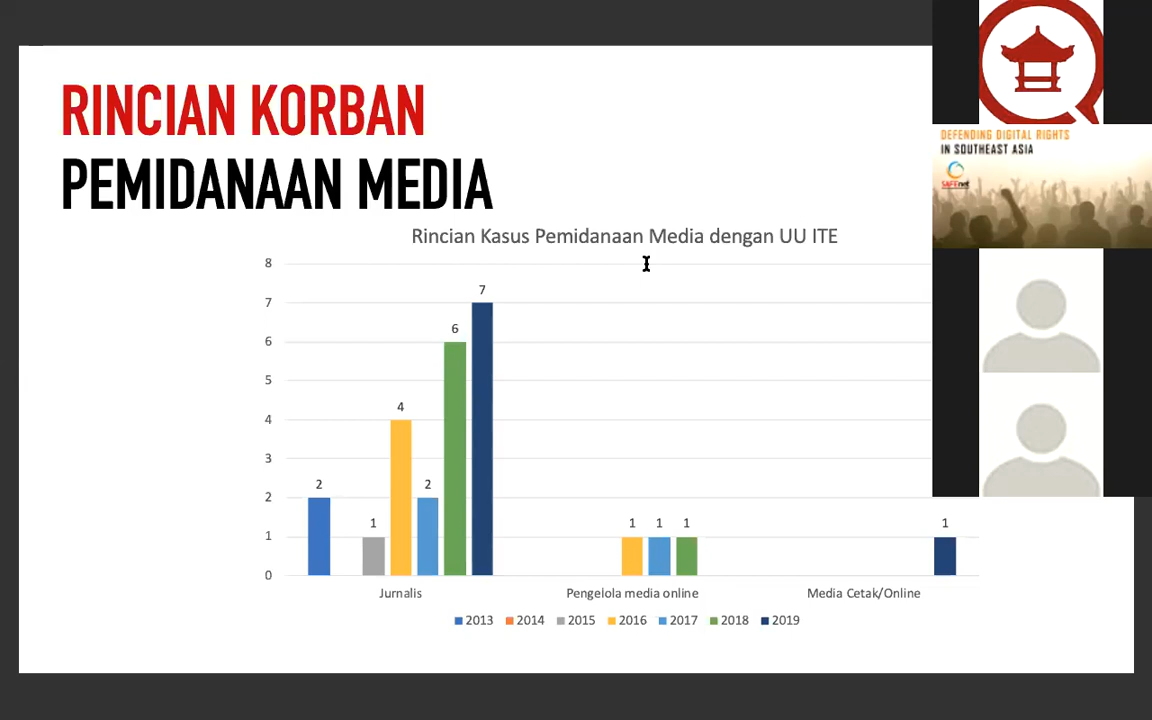 RINCIAN KORBAN
PEMIDANAAN MEDIA
DEFENDING DIGITAL RIGHTS
IN SOUTHEAST ASIA
SAFEnet
Rincian Kasus Pemidanaan Media dengan UU ITE
8
7
6
5
4
3
2
1
0
2
1
4
2
6
7
1
1
1
1
Jurnalis
Pengelola media online
Media Cetak/Online
2013
2014
2015
2016
2017
2018
2019